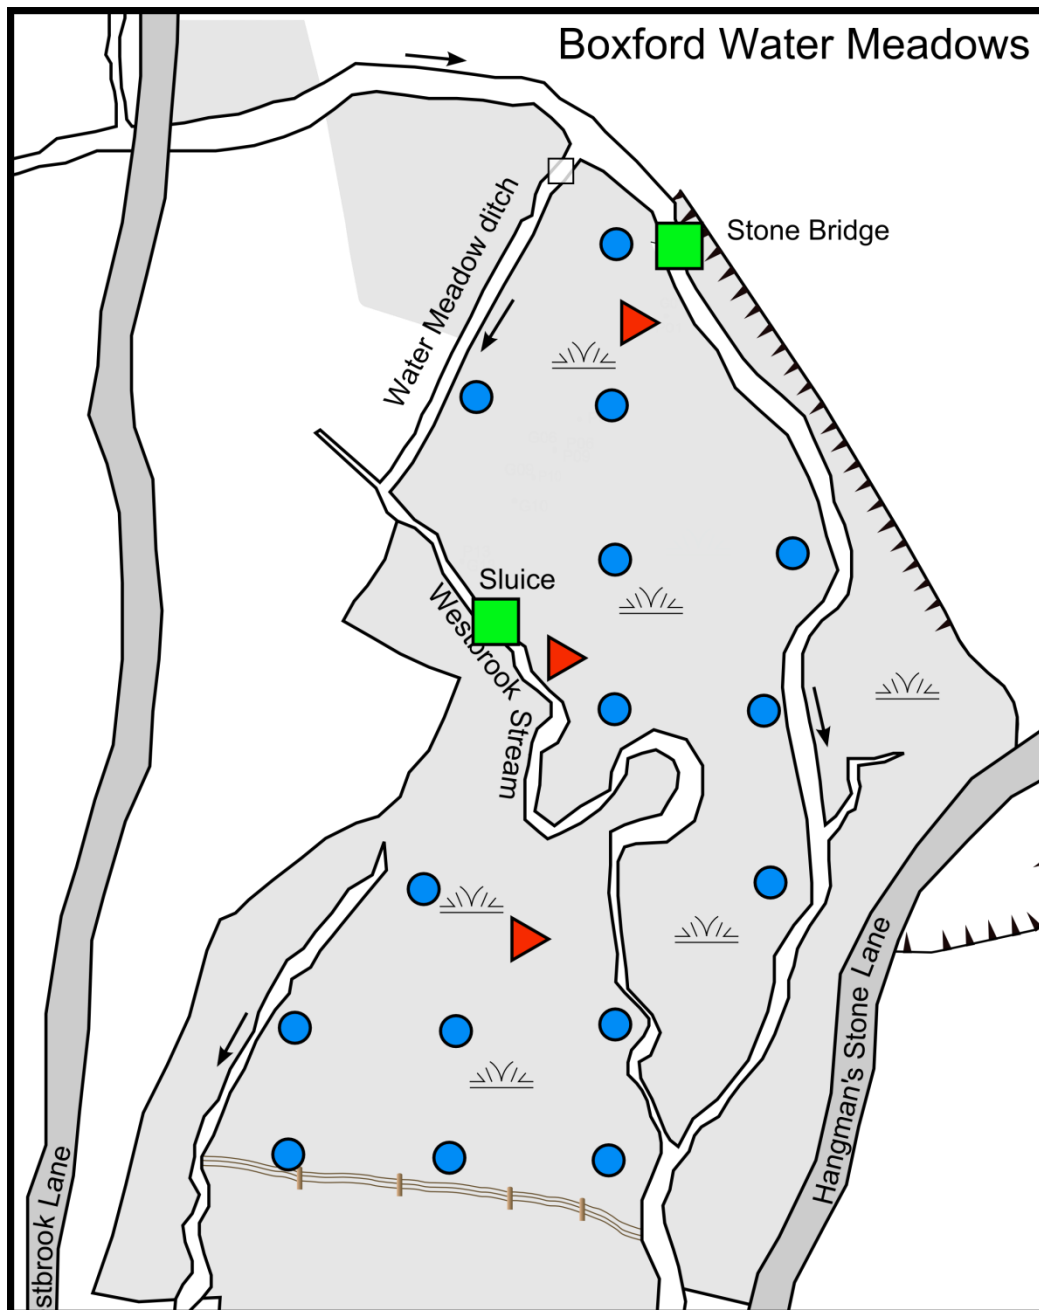 Boxford Water Meadows
Stone Bridge
Water Meadow ditch
Sluice
Westbrook Stream
Hangman's Stone Lane
stbrook Lane